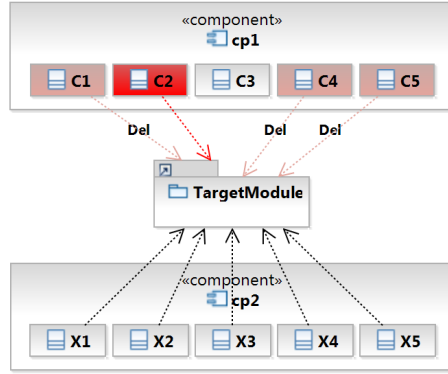 «component»
cp1
C1 C2 C3 C4 C5
Del Del Del
TargetModule
«component»
cp2
X1 X2 X3 X4 X5